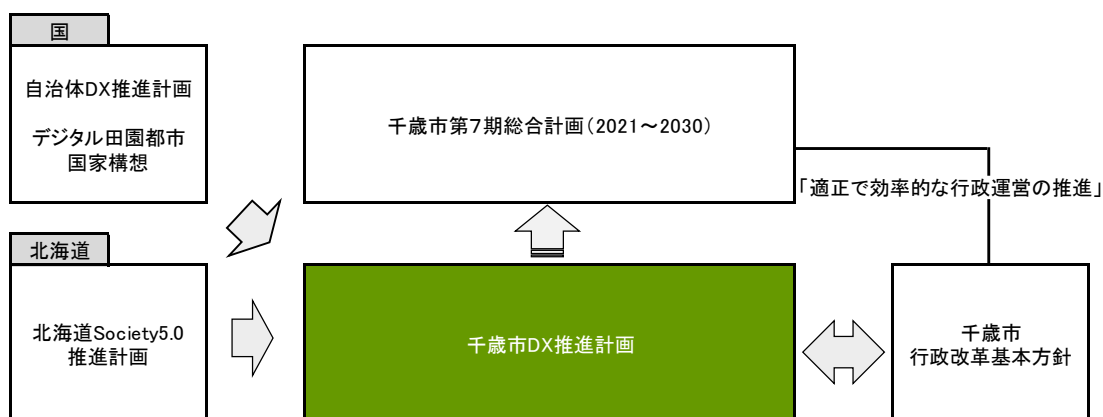 国
自治体DX推進計画
デジタル田園都市
国家構想
千歳市第7期総合計画（2021～2030）
「適正で効率的な行政運営の推進」
北海道
北海道Society5.0
推進計画
千歳市DX推進計画
千歳市
行政改革基本方針